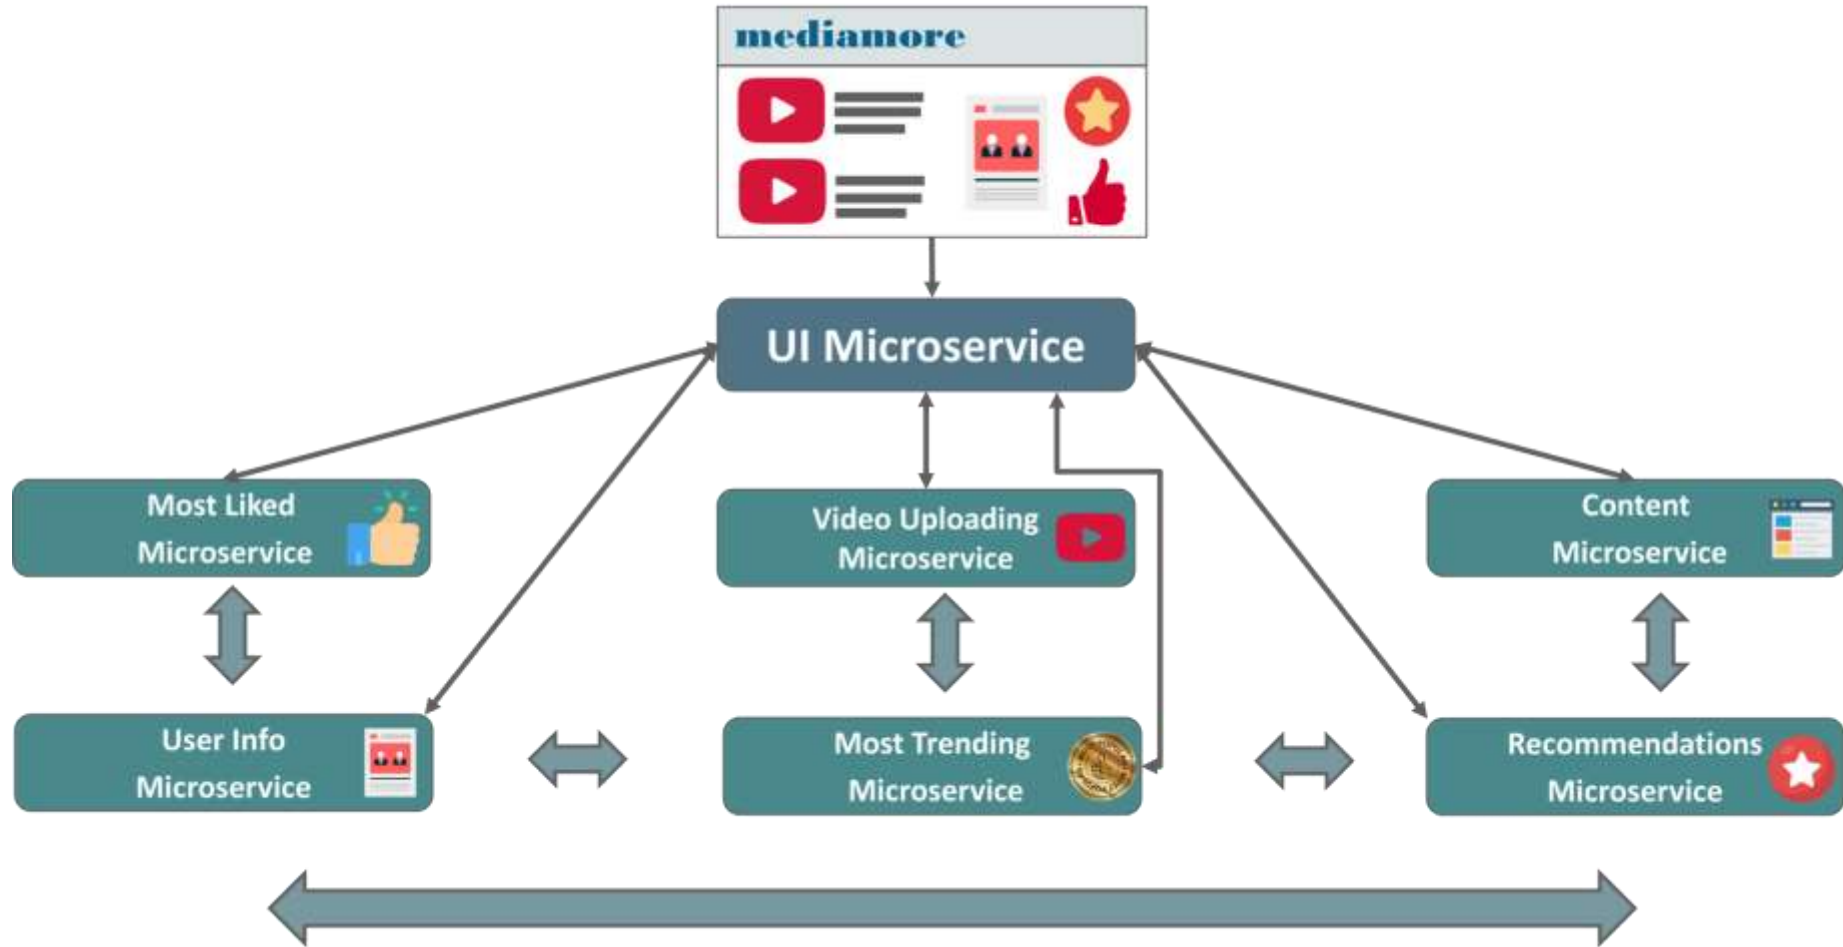 mediamore
UI Microservice
Most Liked
Microservice
Video Uploading
Microservice
Content
Microservice
User Info
Microservice
Most Trending
Microservice
Recommendations
Microservice